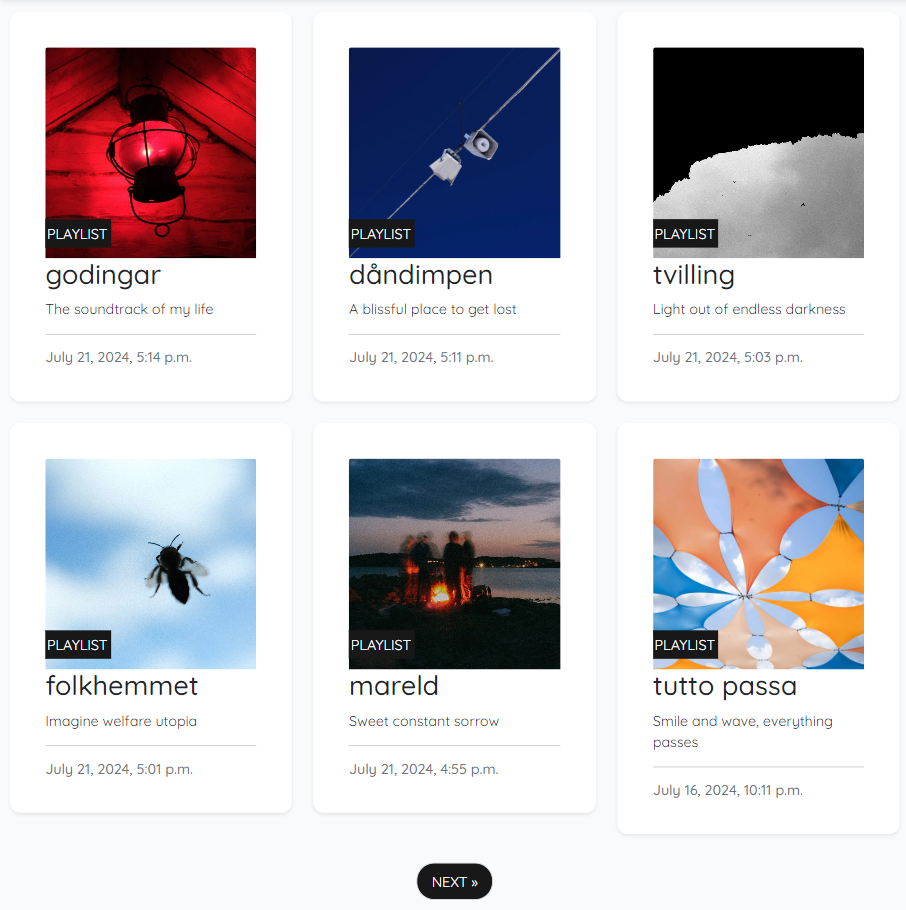 PLAYLIST
godingar
The soundtrack of my life
July 21, 2024, 5:14 p.m.
PLAYLIST
dåndimpen
A blissful place to get lost
July 21, 2024, 5:11 p.m.
PLAYLIST
tvilling
Light out of endless darkness
July 21, 2024, 5:03 p.m.
PLAYLIST
folkhemmet
Imagine welfare utopia
July 21, 2024, 5:01 p.m.
PLAYLIST
mareld
Sweet constant sorrow
July 21, 2024, 4:55 p.m.
PLAYLIST
tutto passa
Smile and wave, everything
passes
July 16, 2024, 10:11 p.m.
NEXT »